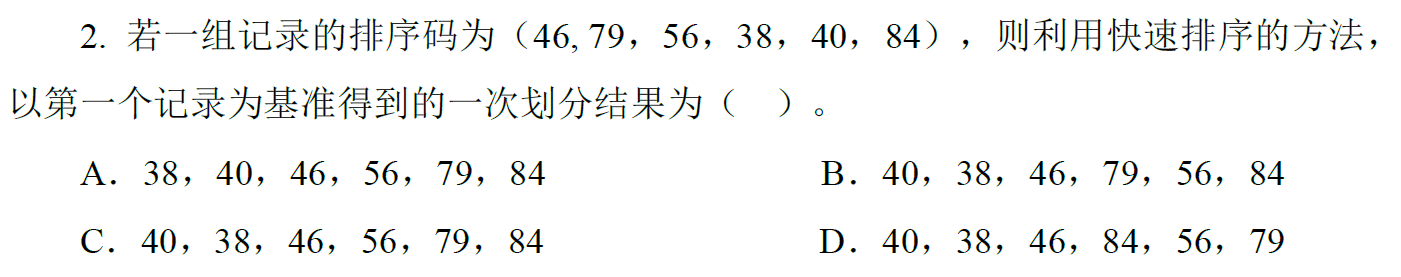 2. 若一组记录的排序码为（46, 79，56，38，40，84），则利用快速排序的方法，
以第一个记录为基准得到的一次划分结果为（ ）。
A．38，40，46，56，79，84 B．40，38，46，79，56，84
C．40，38，46，56，79，84 D．40，38，46，84，56，79